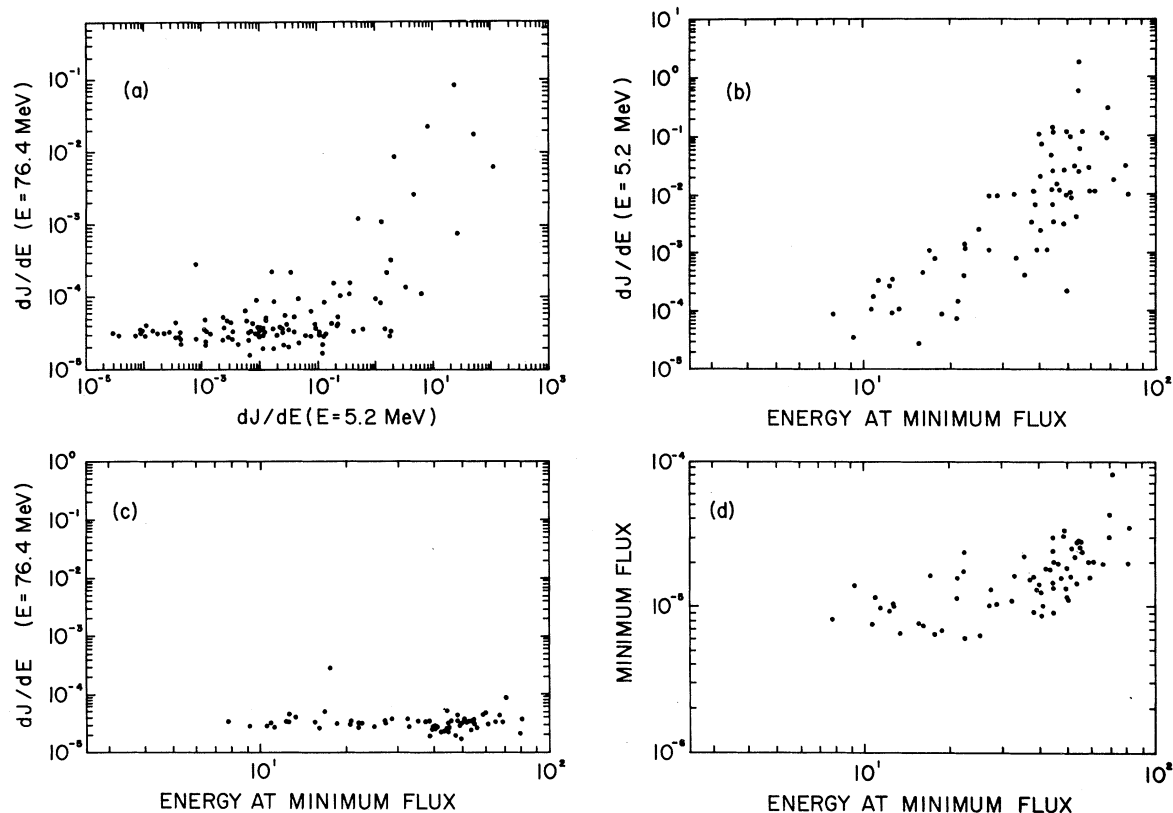 (a)
dJ/dE (E = 76.4 MeV)
10⁻¹
10⁻²
10⁻³
10⁻⁴
10⁻⁵
10⁻⁵ 10⁻³ 10⁻¹ 10¹ 10³
dJ/dE (E = 5.2 MeV)
(b)
dJ/dE (E = 5.2 MeV)
10¹
10⁰
10⁻¹
10⁻²
10⁻³
10⁻⁴
10⁻⁵
10¹ 10²
ENERGY AT MINIMUM FLUX
(c)
dJ/dE (E = 76.4 MeV)
10⁰
10⁻¹
10⁻²
10⁻³
10⁻⁴
10⁻⁵
10¹ 10²
ENERGY AT MINIMUM FLUX
(d)
MINIMUM FLUX
10⁻⁴
10⁻⁵
10⁻⁶
10¹ 10²
ENERGY AT MINIMUM FLUX